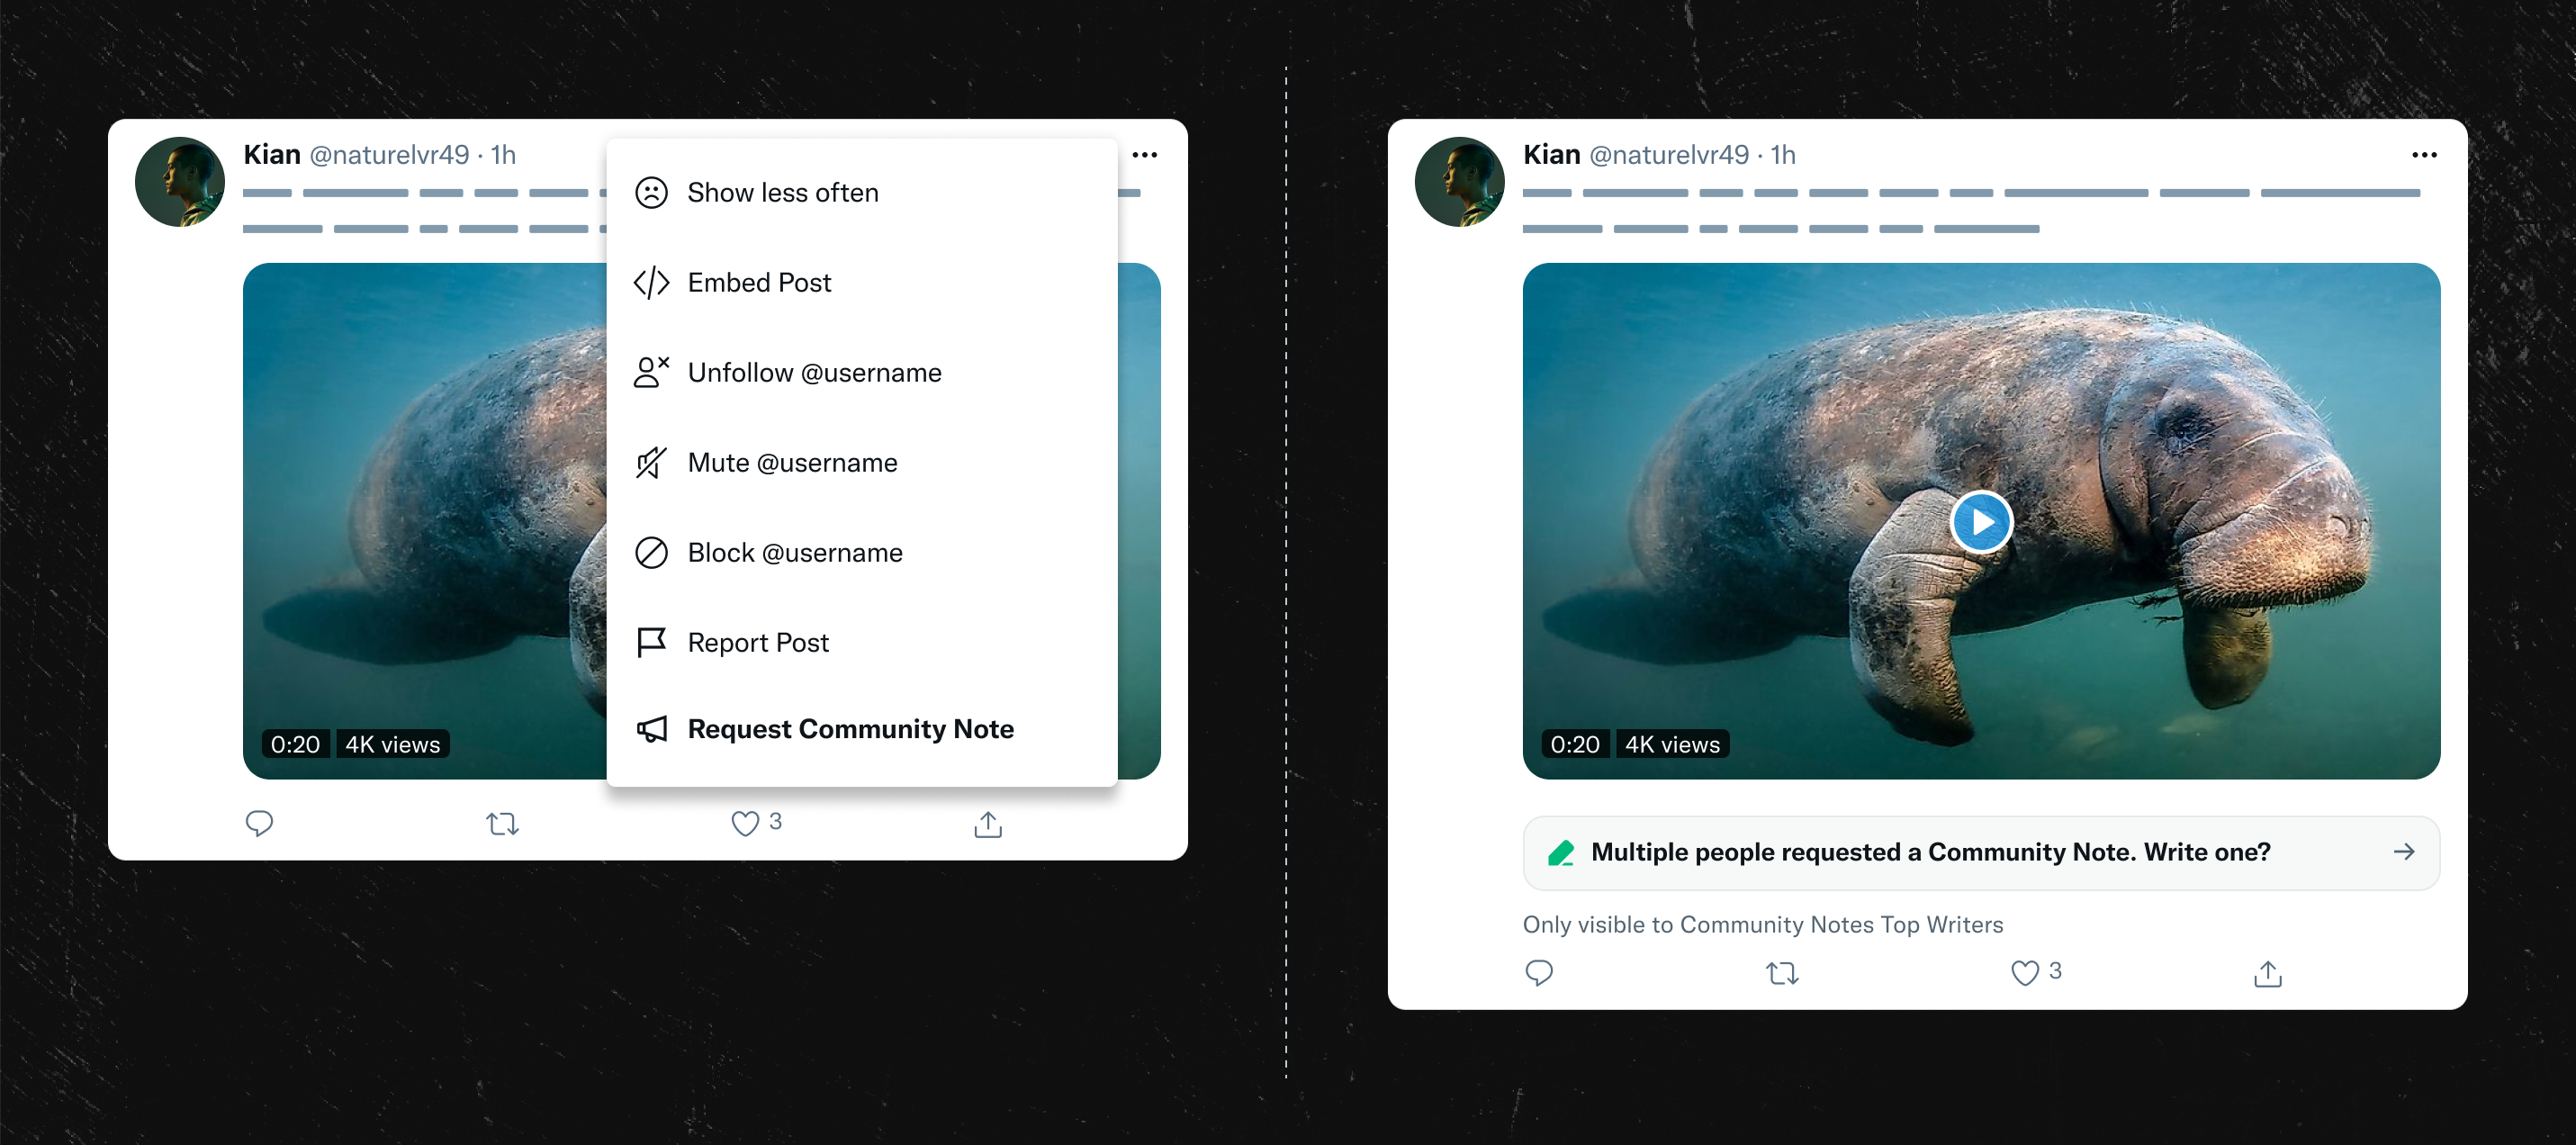 Kian @naturelvr49 · 1h
Show less often
Embed Post
Unfollow @username
Mute @username
Block @username
Report Post
Request Community Note
0:20 4K views
3
Kian @naturelvr49 · 1h
0:20 4K views
Multiple people requested a Community Note. Write one?
Only visible to Community Notes Top Writers
3